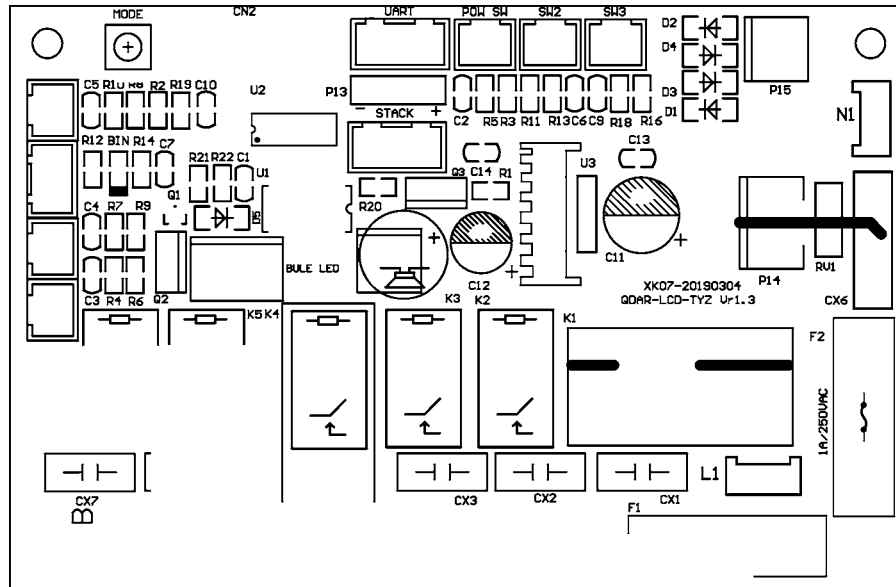 MODE
CN2
UART
POW SW
SW2
SW3
D2
D4
D3
D1
P15
N1
C5
R10
R8
R2
R19
C10
U2
P13
- +
C2
R5
R3
R11
R13
C6
C9
R18
R16
STACK
R12
BIN
R14
C7
R21
R22
C1
U1
Q3
C14
R1
U3
C13
Q1
R20
C4
R7
R9
D5
+
C11
+
BULE LED
C12
+
P14
RV1
CX6
C3
R4
R6
Q2
XK07-20190304
QDAR-LCD-TYZ Vr1.3
K5
K4
K3
K2
K1
F2
1A/250VAC
CX7
CX3
CX2
CX1
L1
B
F1